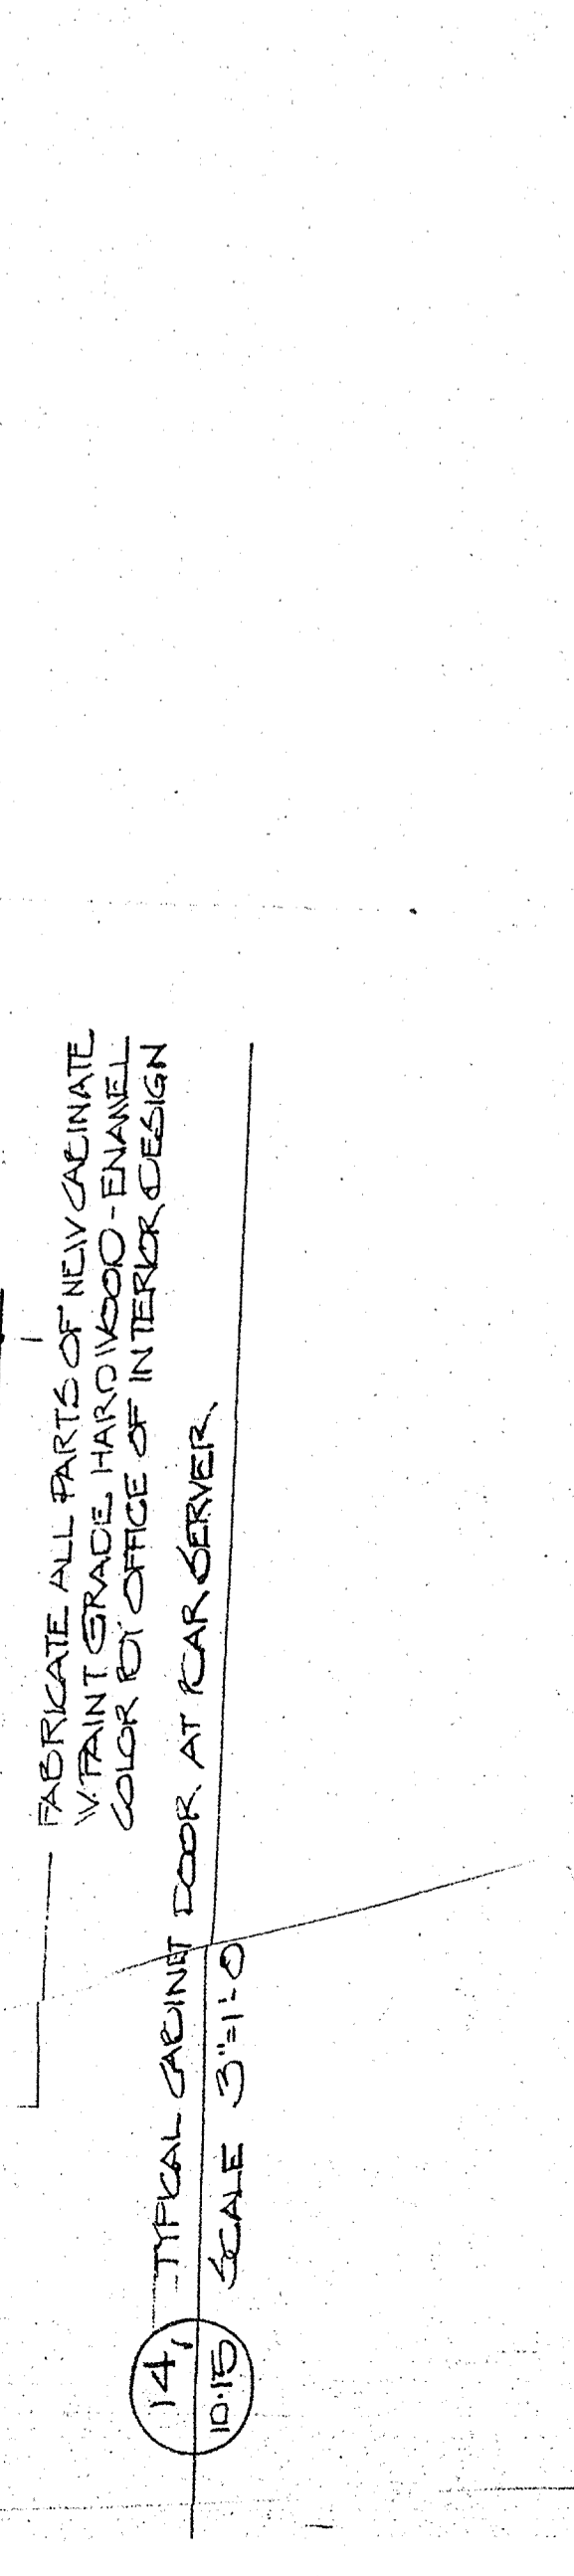 FABRICATE ALL PARTS OF NEW CABINATE
W. PAINT GRADE HARDWOOD - ENAMEL
COLOR BY OFFICE OF INTERIOR DESIGN
14 TYPICAL CABINET DOOR AT BAR SERVER
10.15 SCALE 3"=1'-0